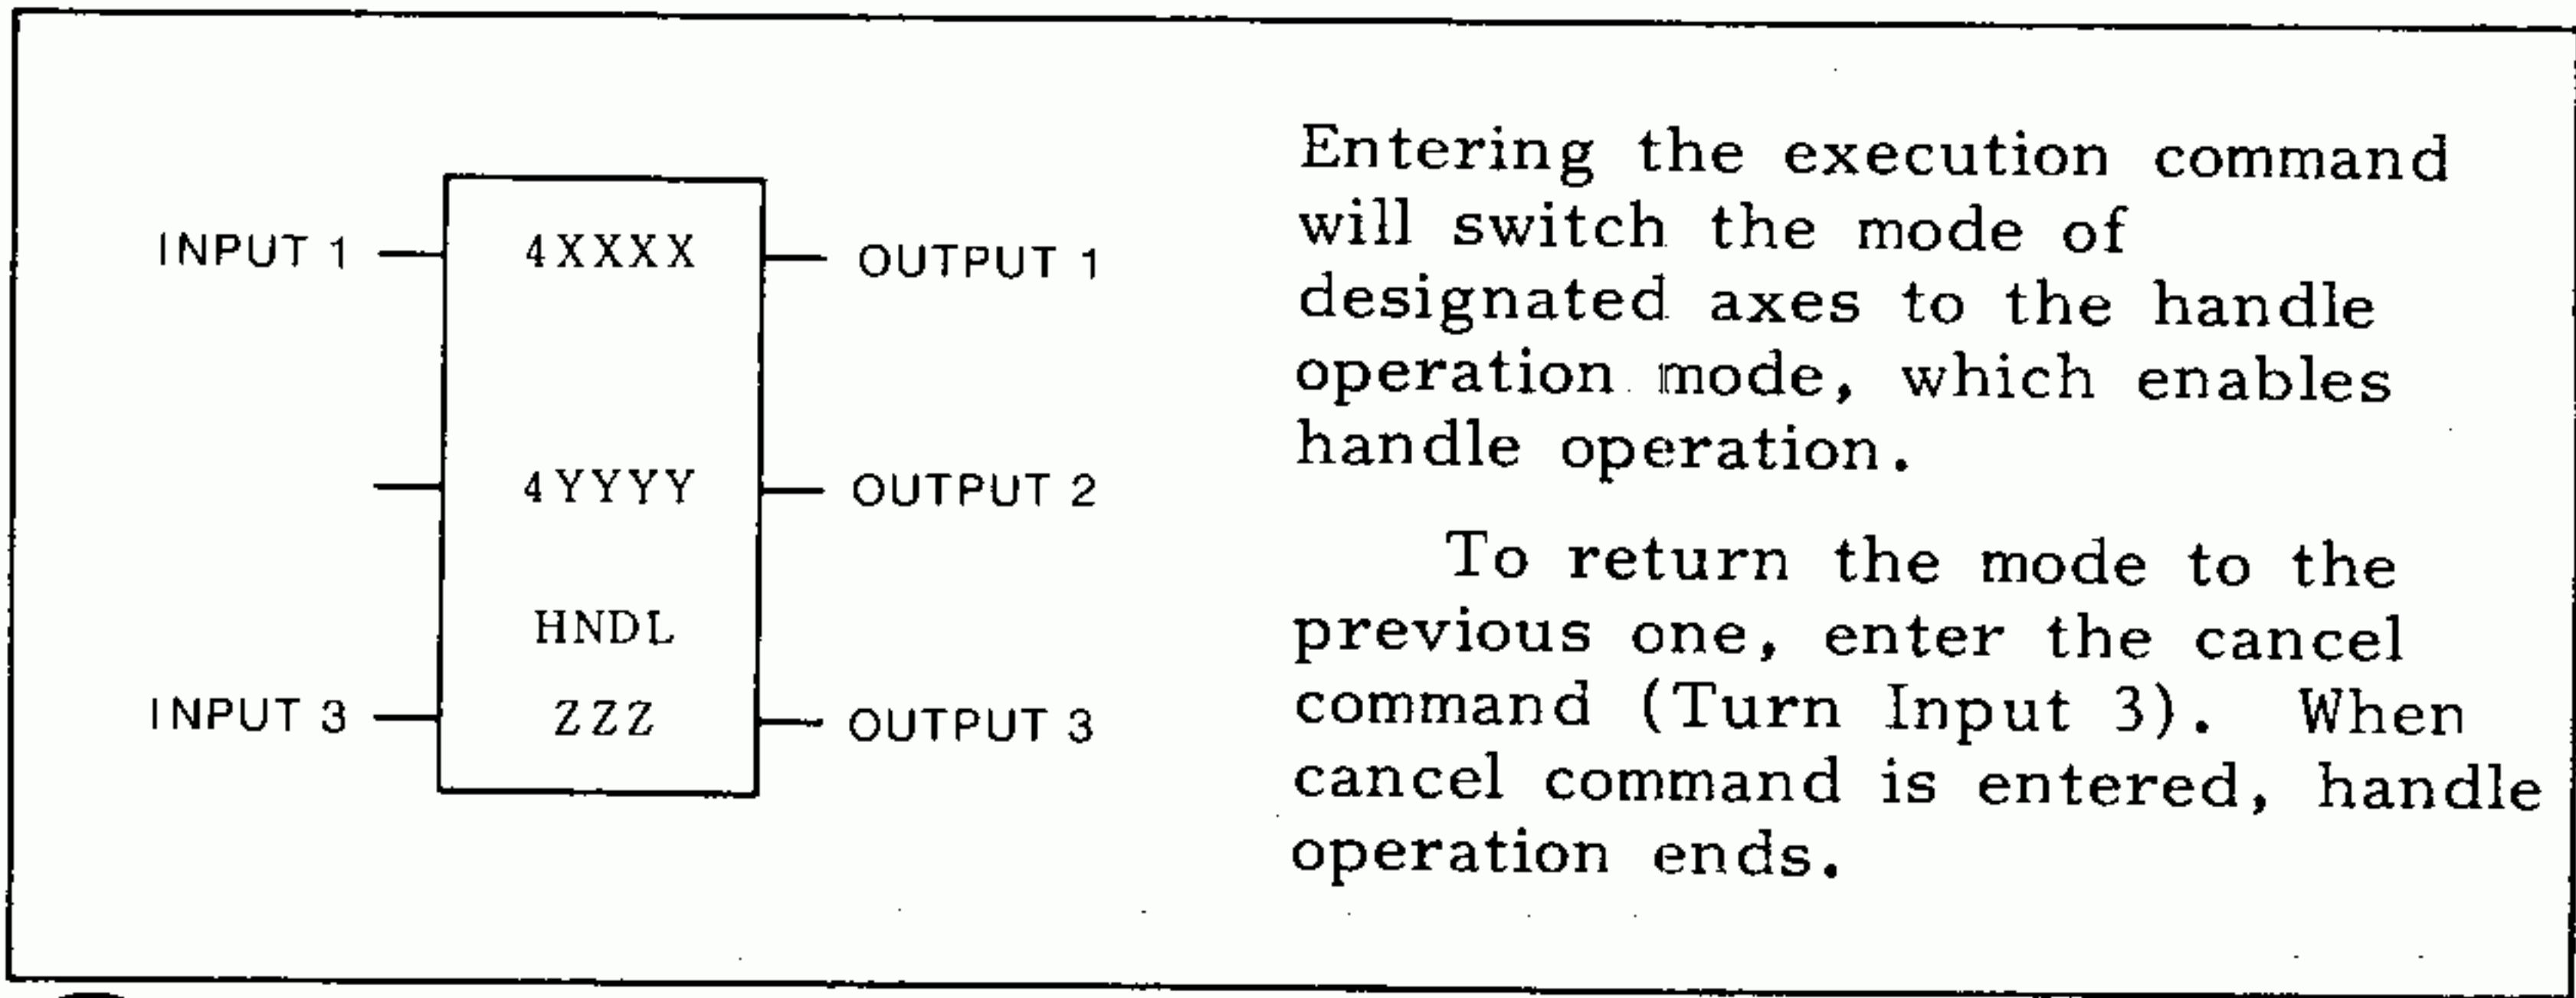 INPUT 1
4XXXX
OUTPUT 1
4YYYY
OUTPUT 2
HNDL
INPUT 3
ZZZ
OUTPUT 3
Entering the execution command
will switch the mode of
designated axes to the handle
operation mode, which enables
handle operation.
To return the mode to the
previous one, enter the cancel
command (Turn Input 3). When
cancel command is entered, handle
operation ends.